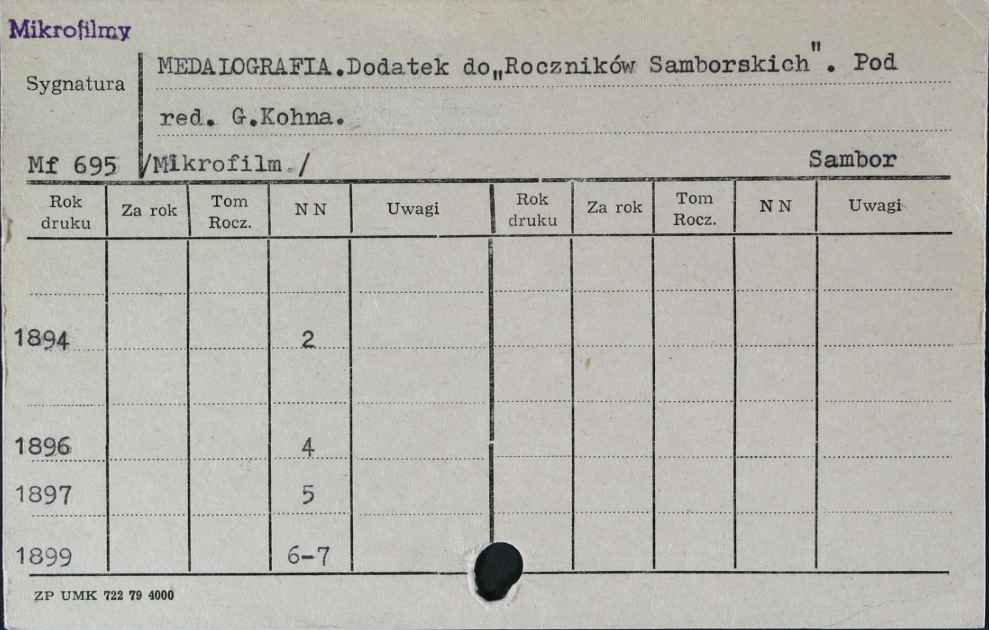 Mikrofilmy
Sygnatura
MEDALOGRAFIA.Dodatek do„Roczników Samborskich". Pod
red. G.Kohna.
Mf 695 /Mikrofilm./ Sambor
Rok druku Za rok Tom Rocz. N N Uwagi Rok druku Za rok Tom Rocz. N N Uwagi
1894 2
1896 4
1897 5
1899 6-7
ZP UMK 722 79 4000